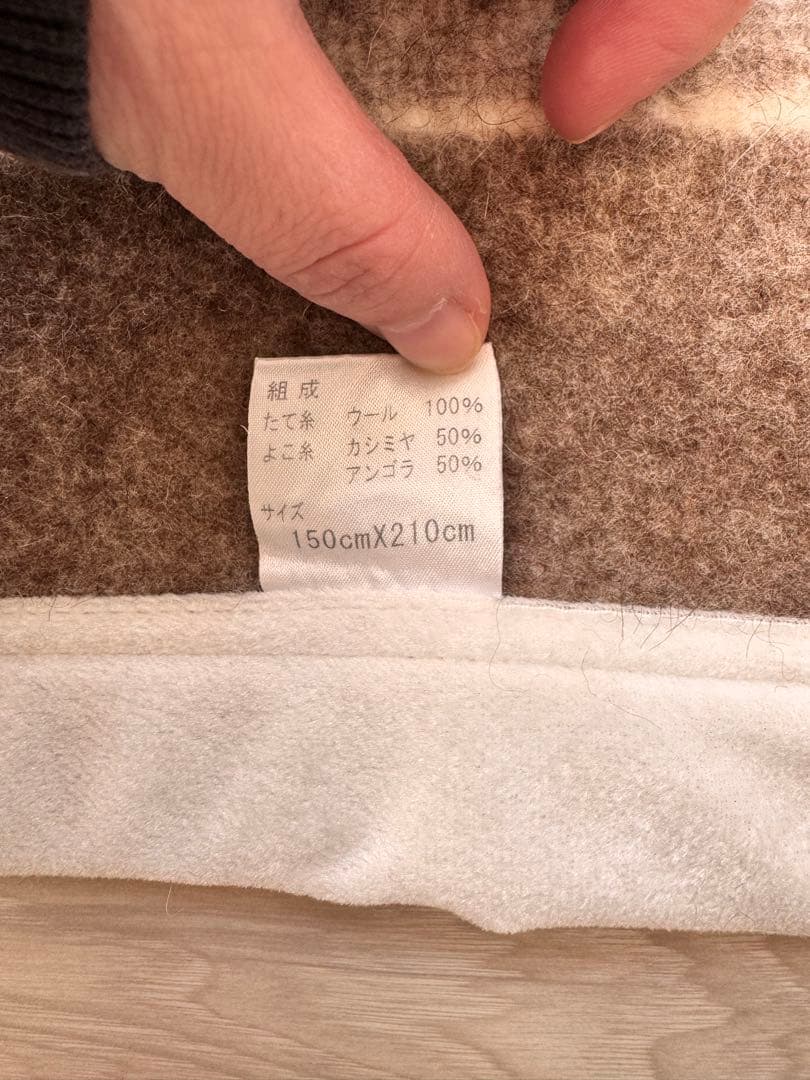 組成
たて糸 ウール 100%
よこ糸 カシミヤ 50%
アンゴラ 50%
サイズ
150cmX210cm